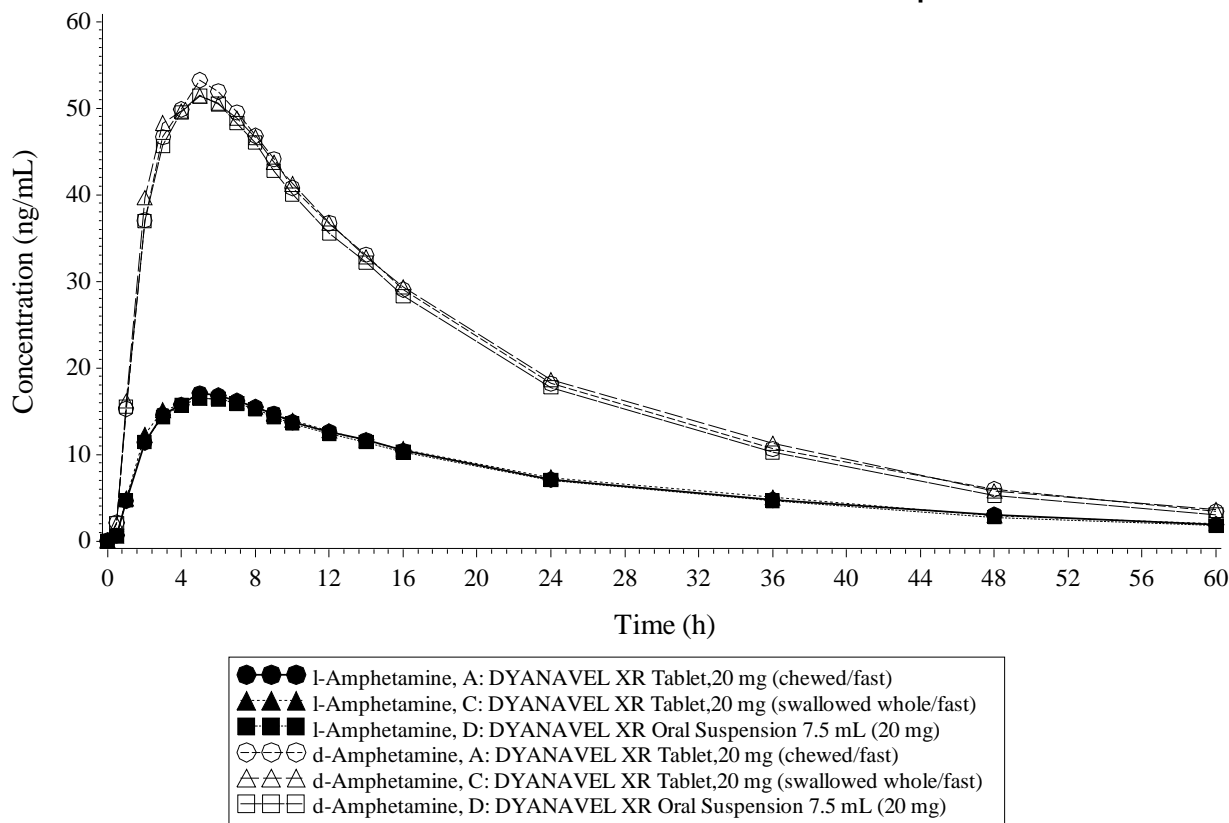 60
50
40
30
20
10
0
Concentration (ng/mL)
0 4 8 12 16 20 24 28 32 36 40 44 48 52 56 60
Time (h)
l-Amphetamine, A: DYANAVEL XR Tablet,20 mg (chewed/fast)
l-Amphetamine, C: DYANAVEL XR Tablet,20 mg (swallowed whole/fast)
l-Amphetamine, D: DYANAVEL XR Oral Suspension 7.5 mL (20 mg)
d-Amphetamine, A: DYANAVEL XR Tablet,20 mg (chewed/fast)
d-Amphetamine, C: DYANAVEL XR Tablet,20 mg (swallowed whole/fast)
d-Amphetamine, D: DYANAVEL XR Oral Suspension 7.5 mL (20 mg)